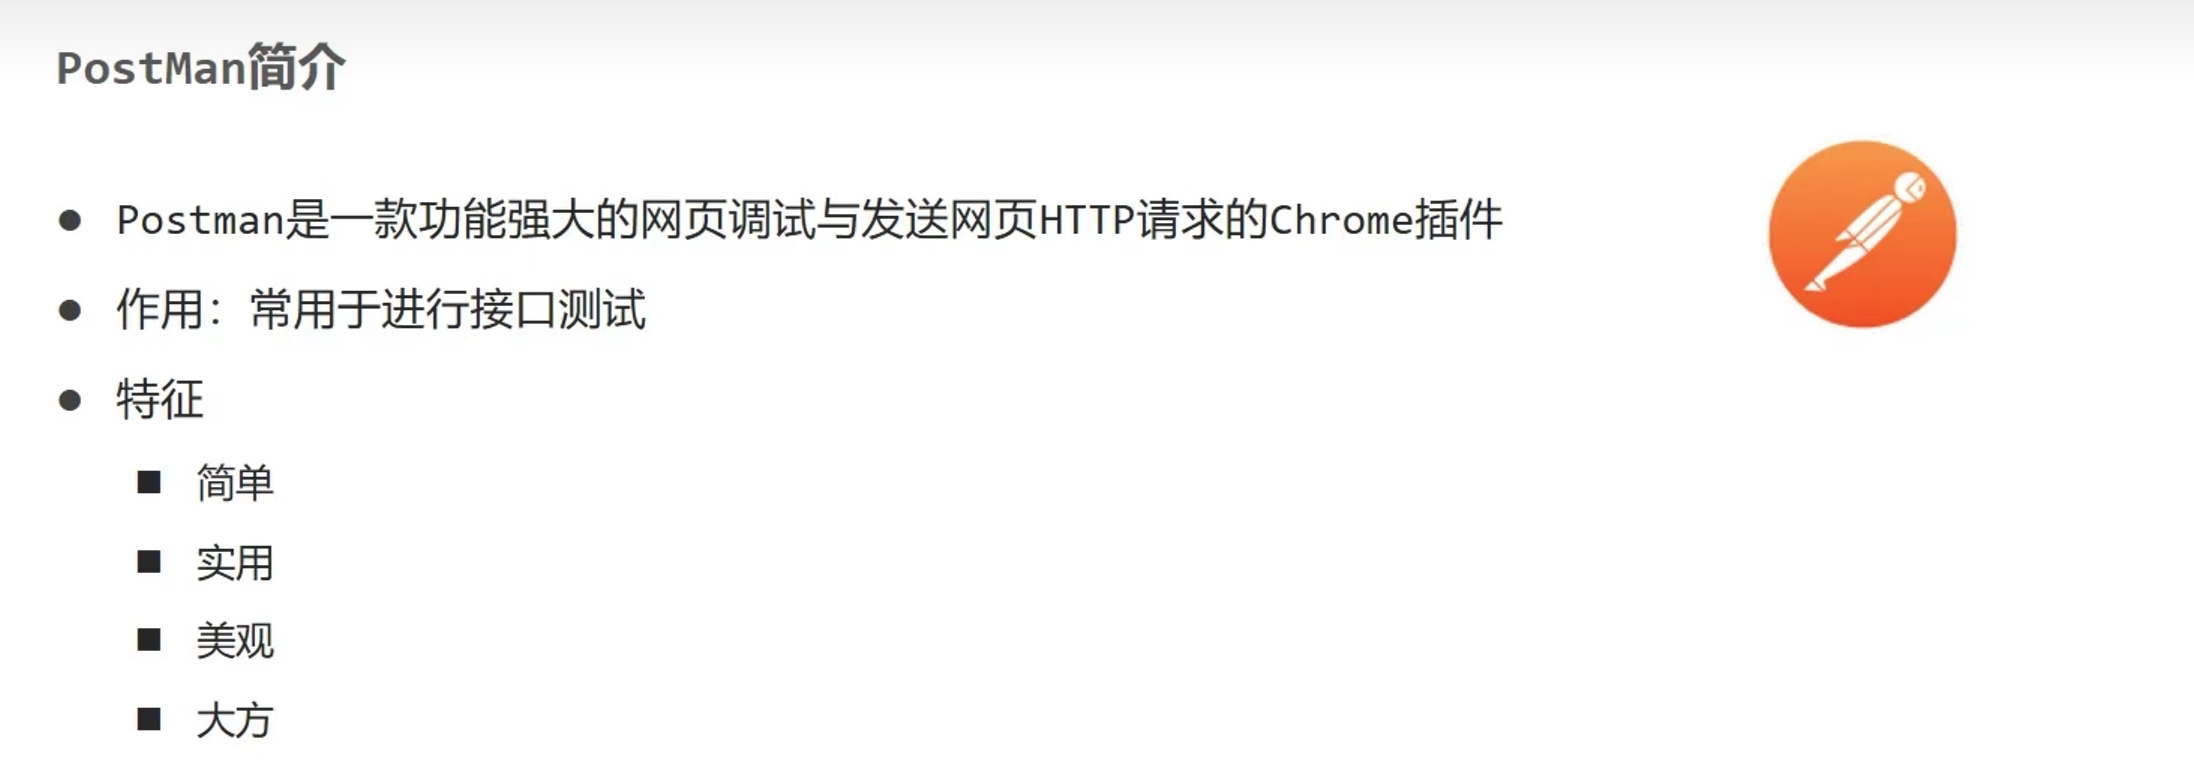 PostMan简介
Postman是一款功能强大的网页调试与发送网页HTTP请求的Chrome插件
作用：常用于进行接口测试
特征
简单
实用
美观
大方